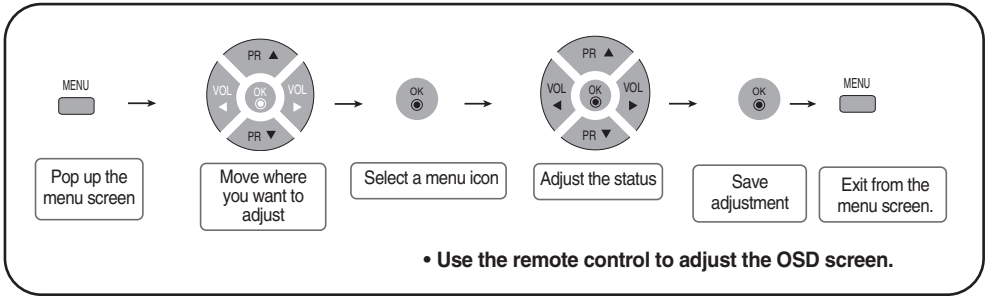 MENU
PR ▲
VOL
◄
OK
VOL
►
PR ▼
OK
PR ▲
VOL
◄
OK
VOL
►
PR ▼
OK
MENU
Pop up the
menu screen
Move where
you want to
adjust
Select a menu icon
Adjust the status
Save
adjustment
Exit from the
menu screen.
• Use the remote control to adjust the OSD screen.